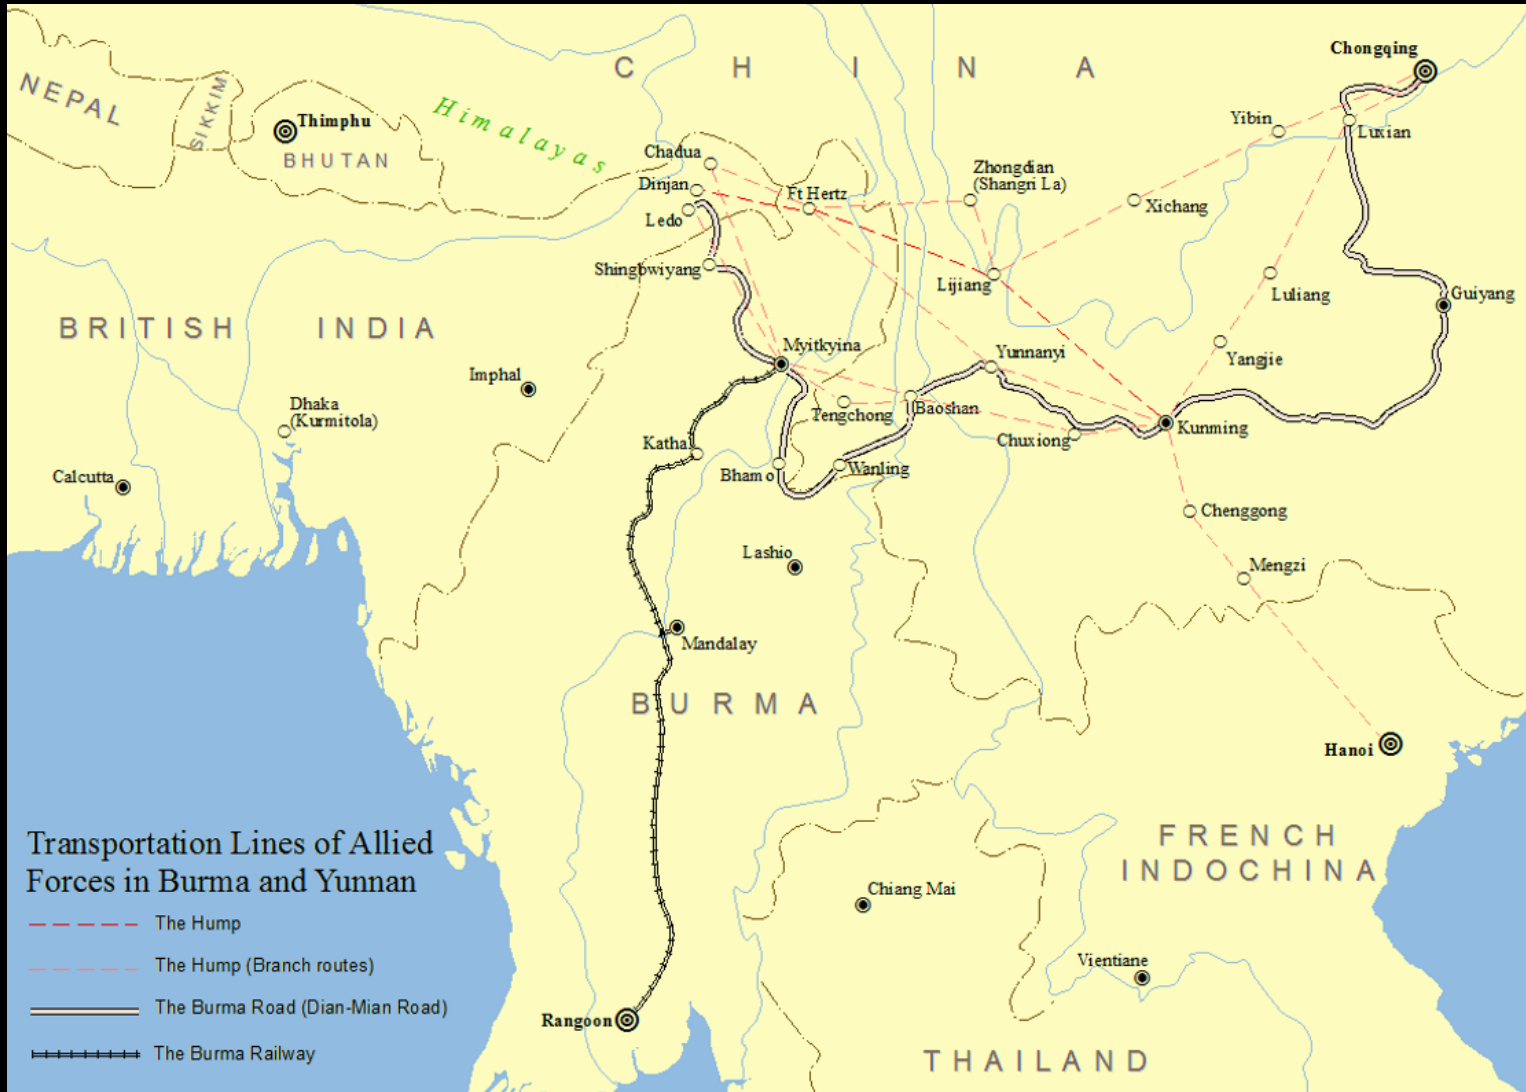 C H I N A
Chongqing
NEPAL
SIKKIM
Thimphu
BHUTAN
Himalayas
Yibin
Luxian
Chadua
Dinjan
Ledo
Ft Hertz
Zhongdian
(Shangri La)
Xichang
Shingbwiyang
Lijiang
Luliang
Guiyang
BRITISH INDIA
Myitkyina
Yunnanyi
Yangjie
Imphal
Dhaka
(Kurmitola)
Tengchong
Baoshan
Chuxiong
Kunming
Katha
Calcutta
Bhamo
Wanling
Chenggong
Lashio
Mengzi
Mandalay
BURMA
Hanoi
FRENCH
INDOCHINA
Chiang Mai
Vientiane
Rangoon
THAILAND
Transportation Lines of Allied
Forces in Burma and Yunnan
The Hump
The Hump (Branch routes)
The Burma Road (Dian-Mian Road)
The Burma Railway